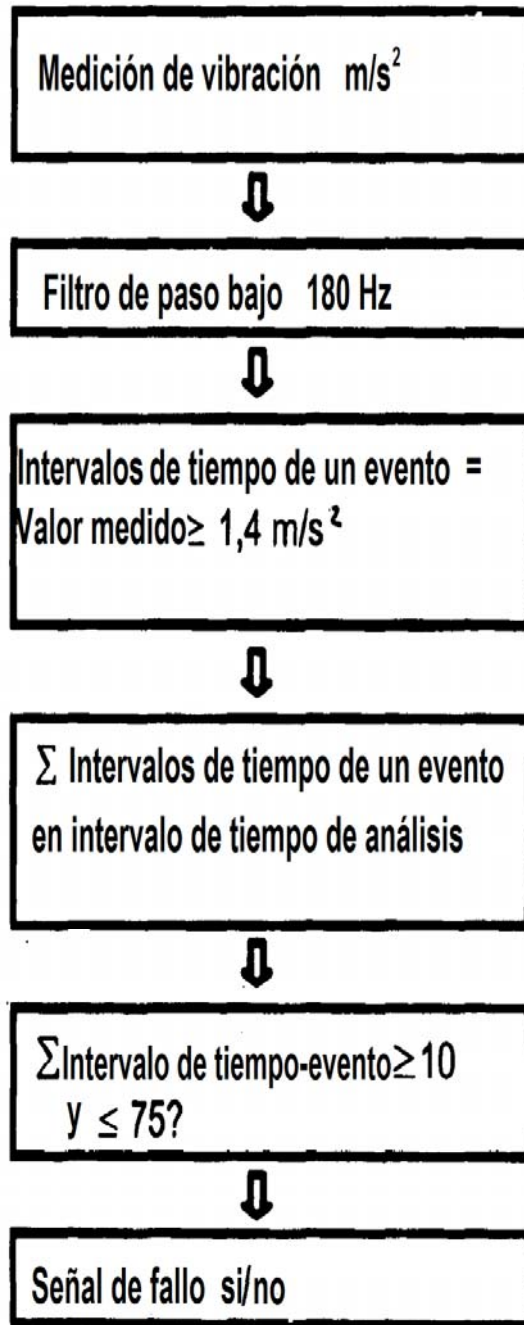 Medición de vibración m/s²
Filtro de paso bajo 180 Hz
Intervalos de tiempo de un evento =
Valor medido≥ 1,4 m/s²
Σ Intervalos de tiempo de un evento
en intervalo de tiempo de análisis
ΣIntervalo de tiempo-evento≥10
y ≤ 75?
Señal de fallo si/no